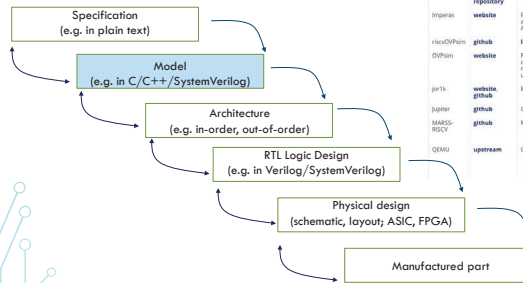 Specification
(e.g. in plain text)
Model
(e.g. in C/C++/SystemVerilog)
Architecture
(e.g. in-order, out-of-order)
RTL Logic Design
(e.g. in Verilog/SystemVerilog)
Physical design
(schematic, layout; ASIC, FPGA)
Manufactured part
repository
Imperas website
riscvOVPsim github
OVPsim website
jor1k website,
github
Jupiter github
MARSS- github
RISCV
QEMU upstream